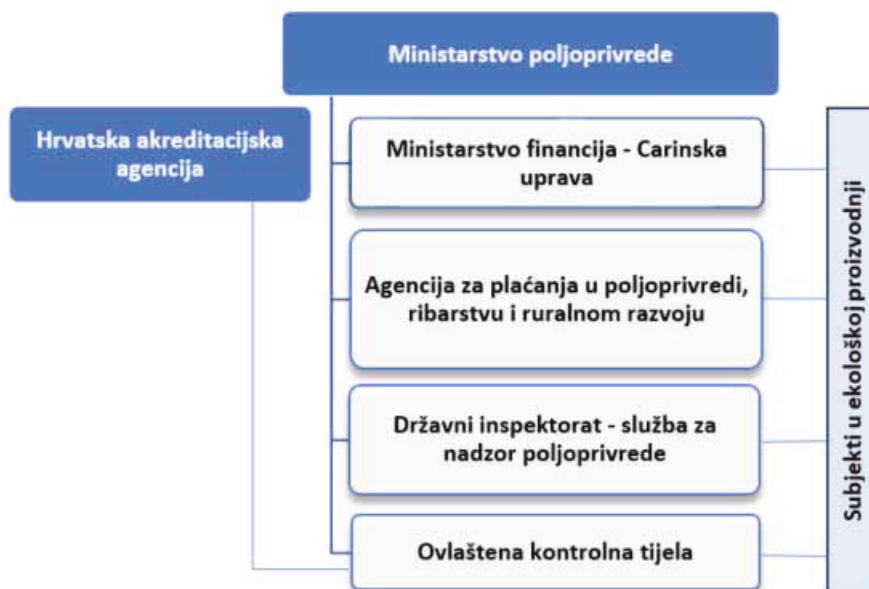 Ministarstvo poljoprivrede
Hrvatska akreditacijska
agencija
Ministarstvo financija - Carinska
uprava
Agencija za plaćanja u poljoprivredi,
ribarstvu i ruralnom razvoju
Državni inspektorat - služba za
nadzor poljoprivrede
Ovlaštena kontrolna tijela
Subjekti u ekološkoj proizvodnji